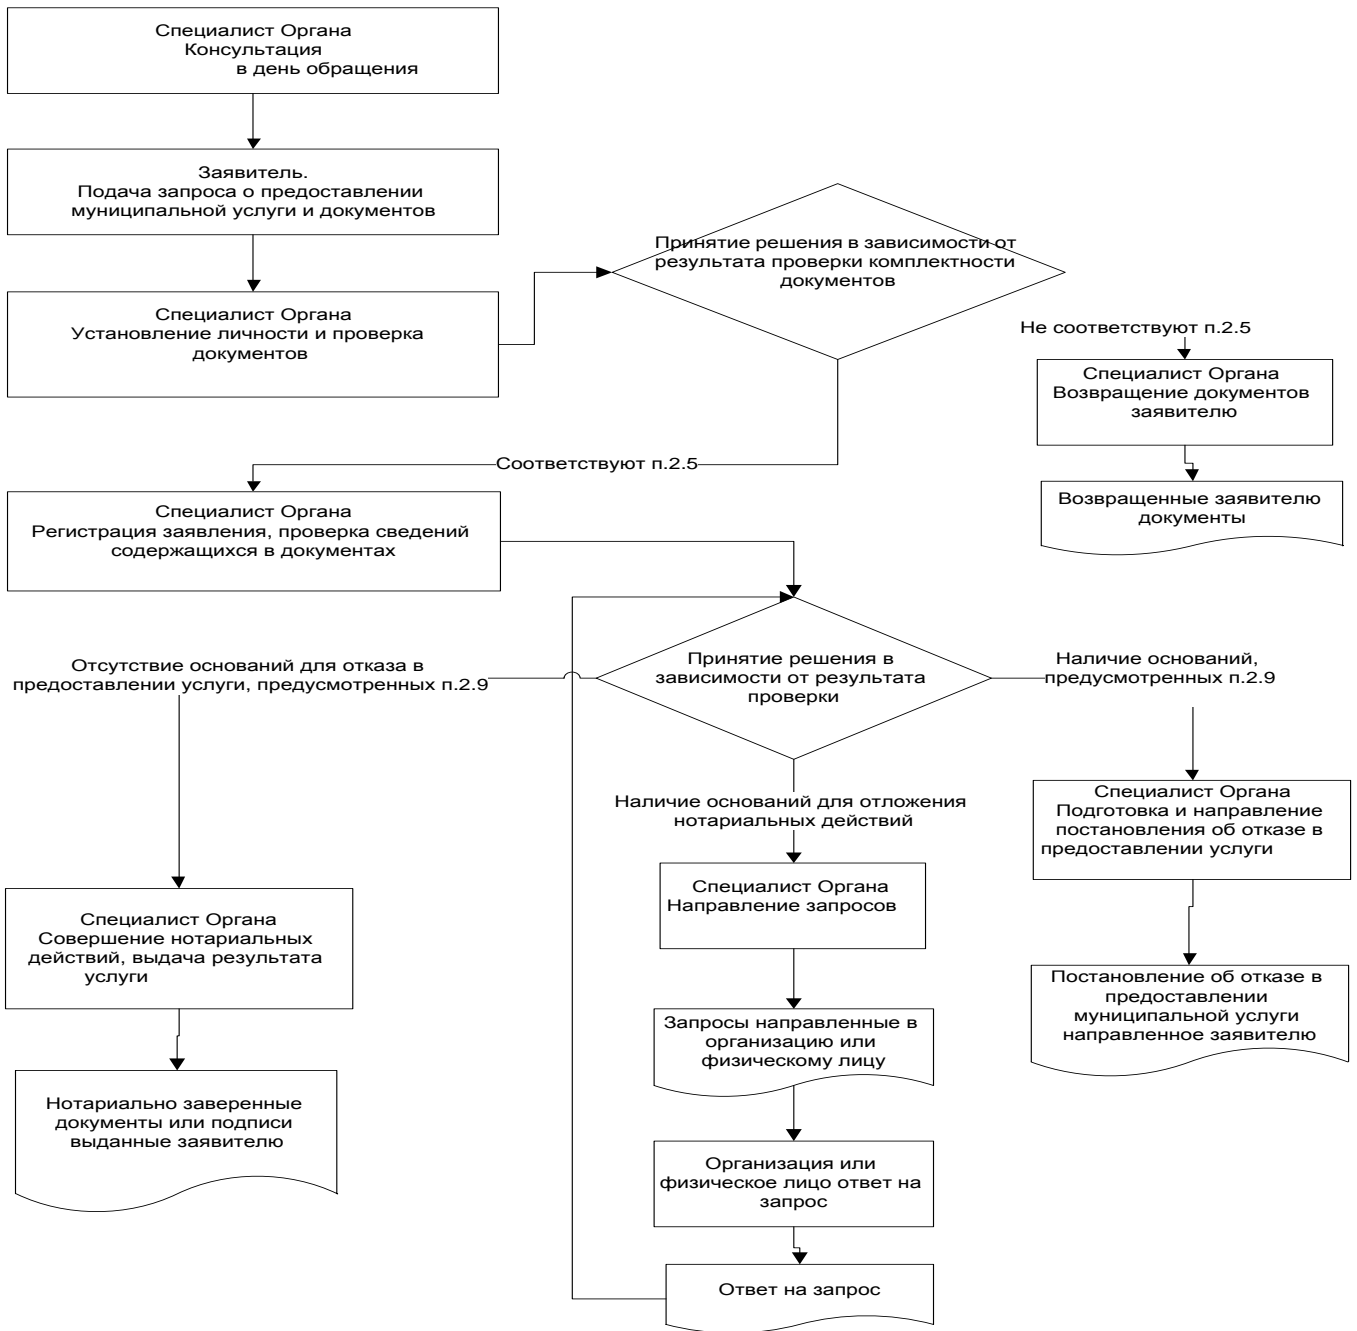 Специалист Органа
Консультация
в день обращения
Заявитель.
Подача запроса о предоставлении
муниципальной услуги и документов
Специалист Органа
Установление личности и проверка
документов
Принятие решения в зависимости от
результата проверки комплектности
документов
Не соответствуют п.2.5
Специалист Органа
Возвращение документов
заявителю
Возвращенные заявителю
документы
Соответствуют п.2.5
Специалист Органа
Регистрация заявления, проверка сведений
содержащихся в документах
Принятие решения в
зависимости от результата
проверки
Отсутствие оснований для отказа в
предоставлении услуги, предусмотренных п.2.9
Наличие оснований,
предусмотренных п.2.9
Наличие оснований для отложения
нотариальных действий
Специалист Органа
Подготовка и направление
постановления об отказе в
предоставлении услуги
Специалист Органа
Направление запросов
Специалист Органа
Совершение нотариальных
действий, выдача результата
услуги
Постановление об отказе в
предоставлении
муниципальной услуги
направленное заявителю
Запросы направленные в
организацию или
физическому лицу
Нотариально заверенные
документы или подписи
выданные заявителю
Организация или
физическое лицо ответ на
запрос
Ответ на запрос